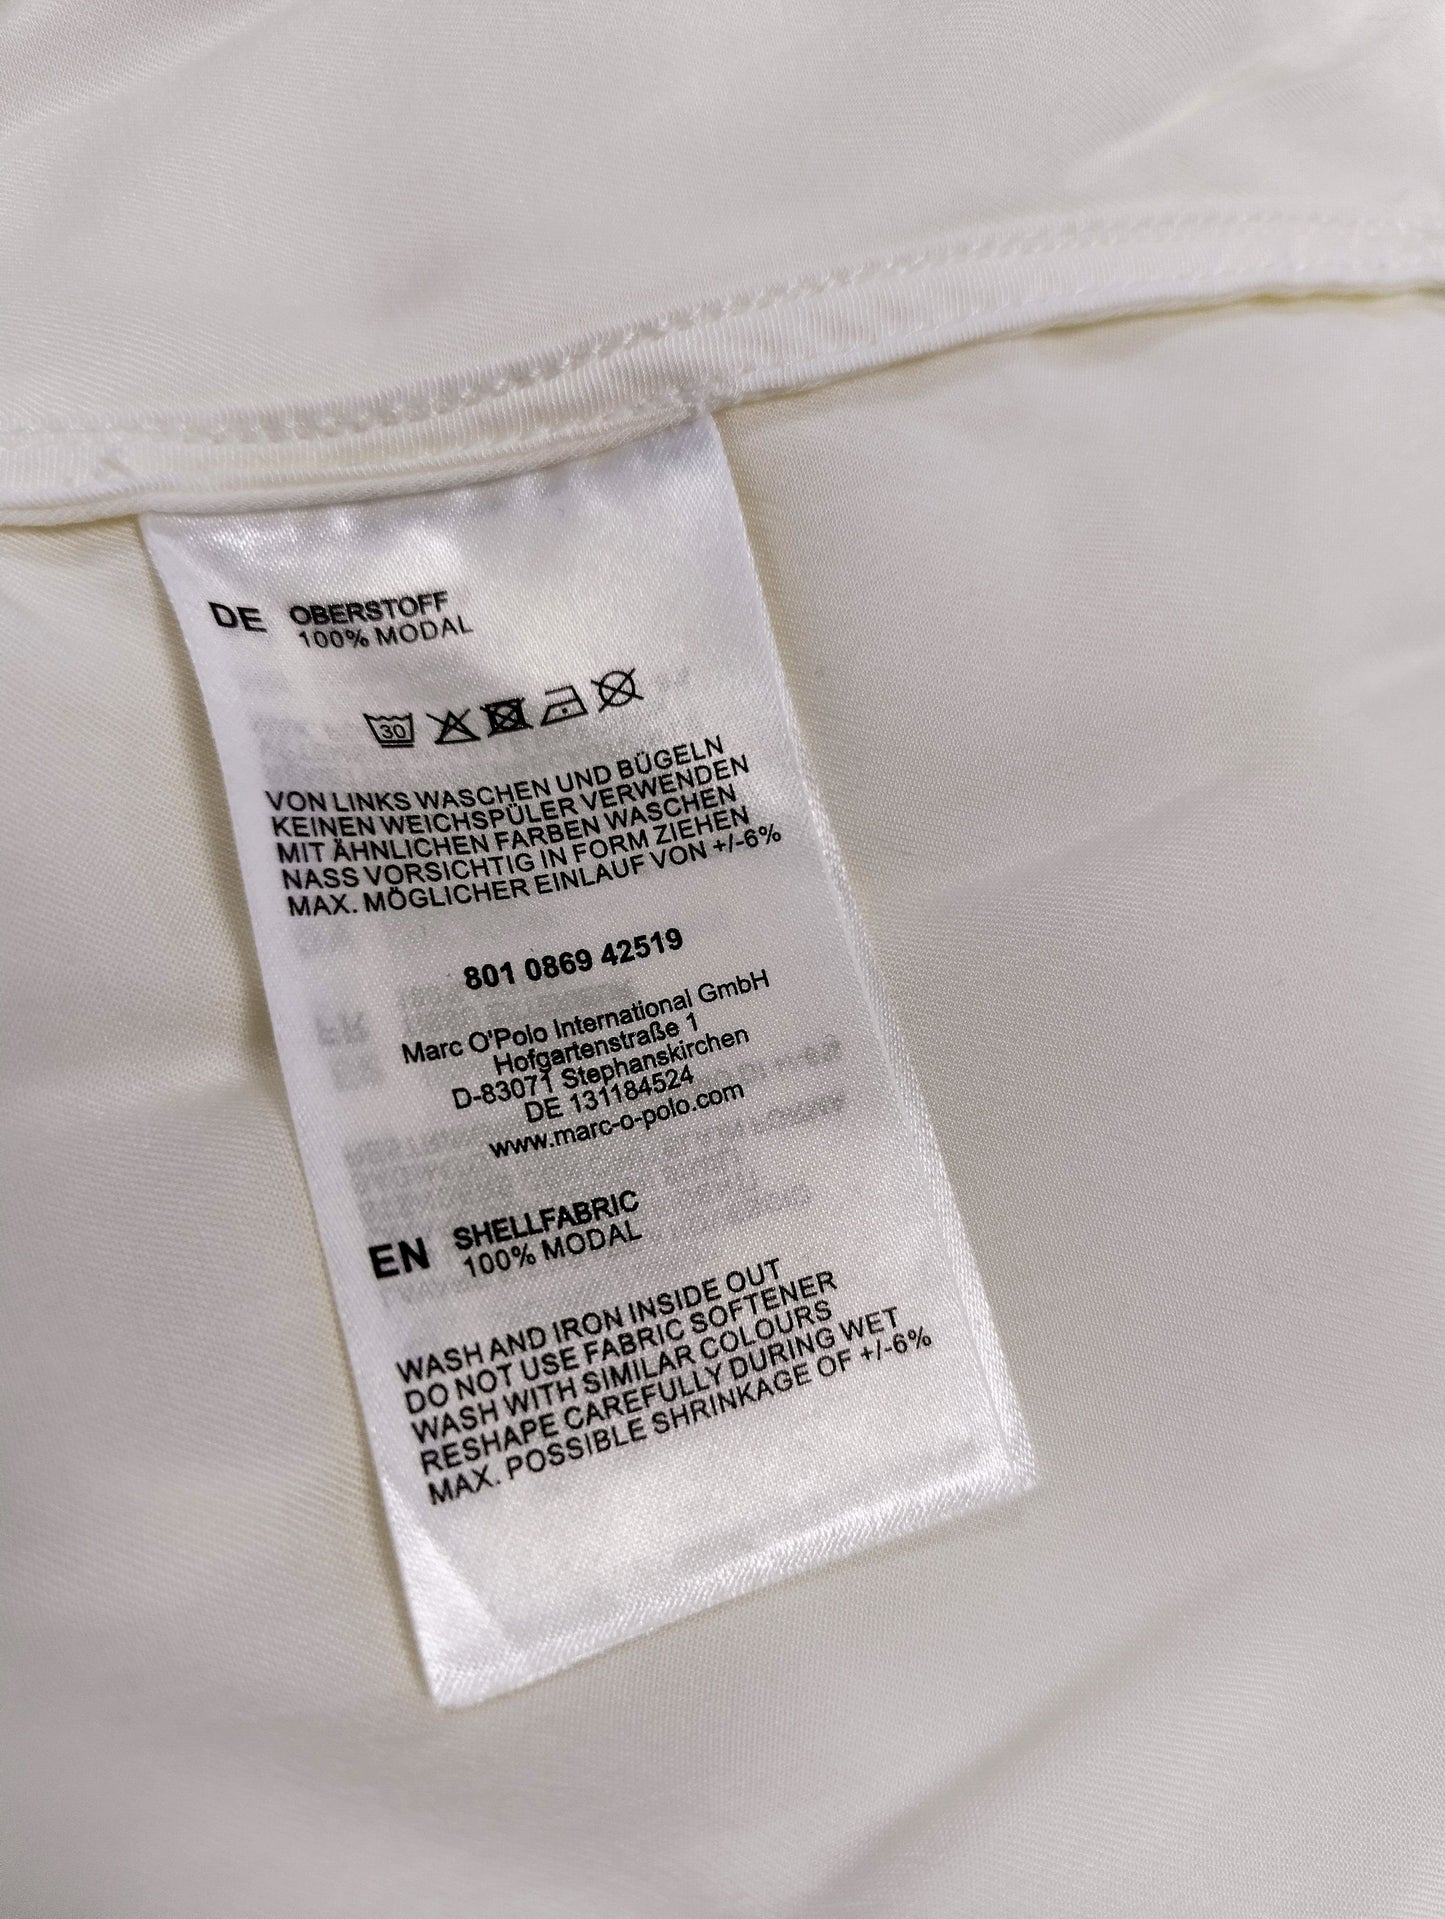 DE OBERSTOFF
100% MODAL
30
VON LINKS WASCHEN UND BÜGELN
KEINEN WEICHSPÜLER VERWENDEN
MIT ÄHNLICHEN FARBEN WASCHEN
NASS VORSICHTIG IN FORM ZIEHEN
MAX. MÖGLICHER EINLAUF VON +/-6%
801 0869 42519
Marc O'Polo International GmbH
Hofgartenstraße 1
D-83071 Stephanskirchen
DE 131184524
www.marc-o-polo.com
EN SHELLFABRIC
100% MODAL
WASH AND IRON INSIDE OUT
DO NOT USE FABRIC SOFTENER
WASH WITH SIMILAR COLOURS
RESHAPE CAREFULLY DURING WET
MAX. POSSIBLE SHRINKAGE OF +/-6%